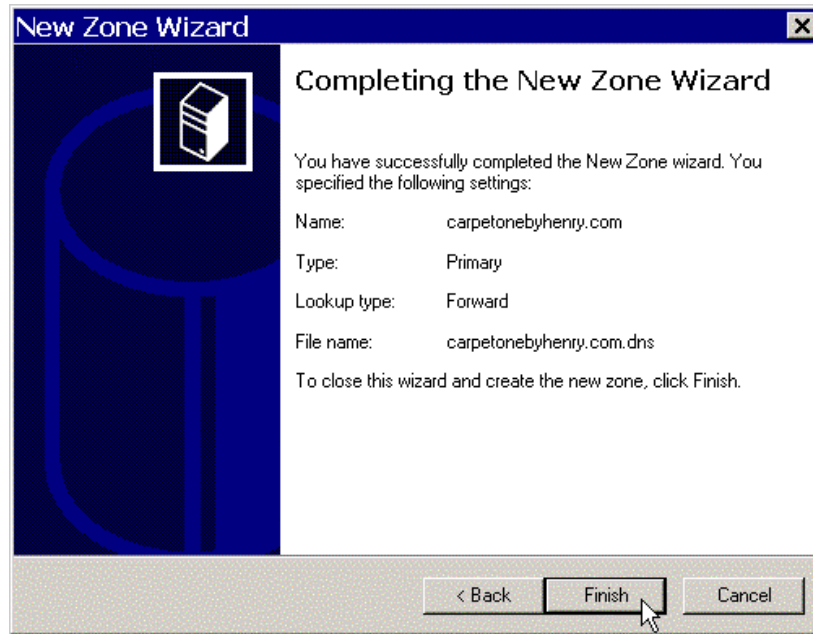 New Zone Wizard
Completing the New Zone Wizard
You have successfully completed the New Zone wizard. You
specified the following settings:
Name: carpetonebyhenry.com
Type: Primary
Lookup type: Forward
File name: carpetonebyhenry.com.dns
To close this wizard and create the new zone, click Finish.
< Back Finish Cancel